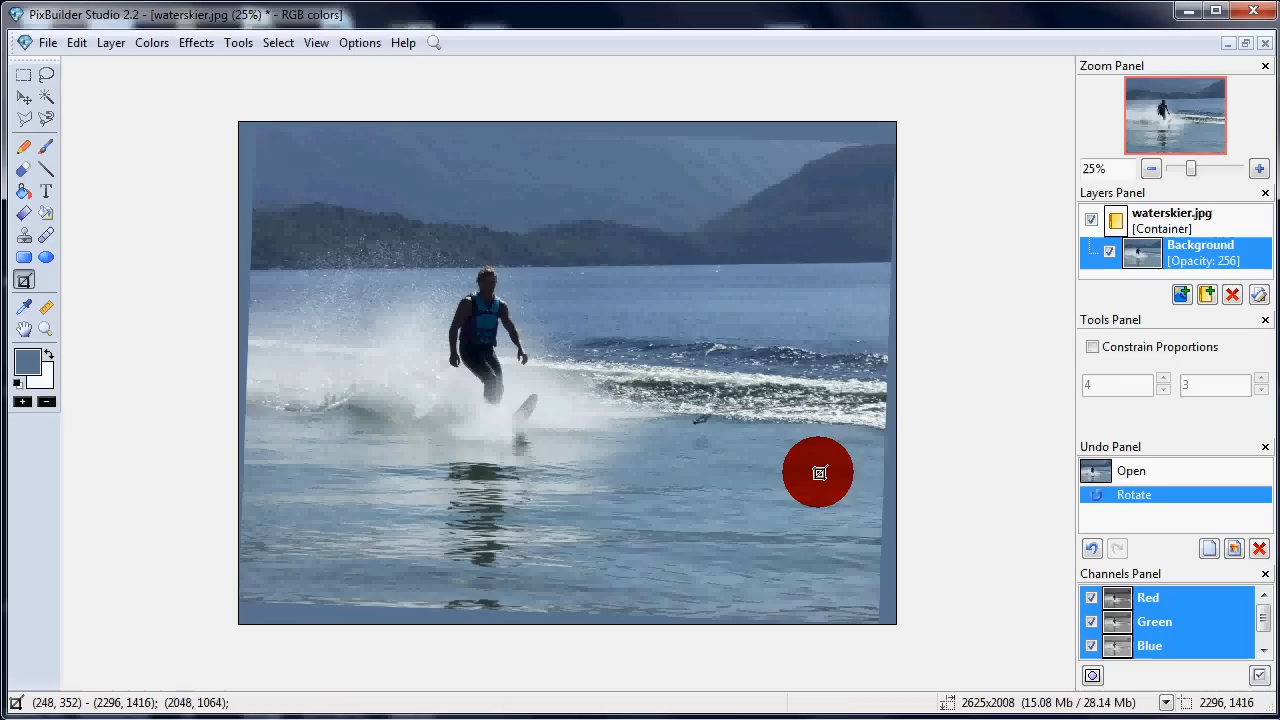 PixBuilder Studio 2.2 - [waterskier.jpg (25%) * - RGB colors]
File Edit Layer Colors Effects Tools Select View Options Help
Zoom Panel
25%
Layers Panel
waterskier.jpg
[Container]
Background
[Opacity: 256]
Tools Panel
Constrain Proportions
4 3
Undo Panel
Open
Rotate
Channels Panel
Red
Green
Blue
(248, 352) - (2296, 1416); (2048, 1064); 2625x2008 (15.08 Mb / 28.14 Mb) 2296, 1416